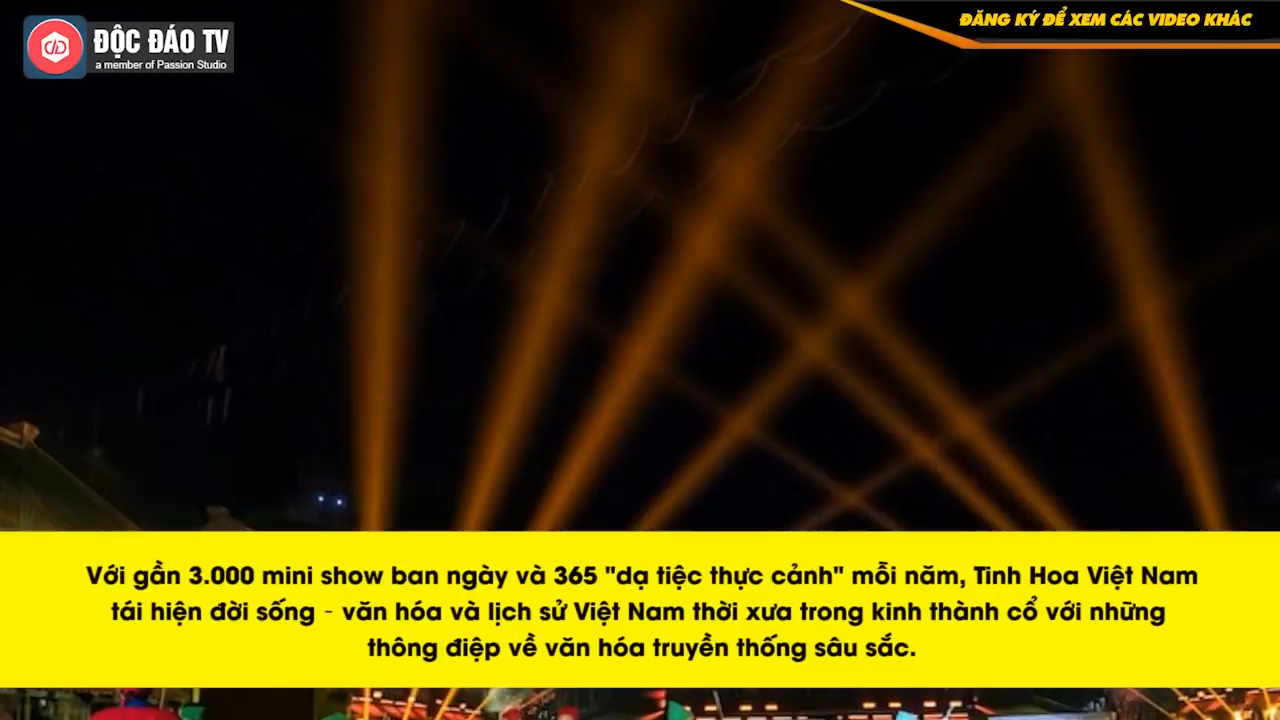 ĐỘC ĐÁO TV
a member of Passion Studio
ĐĂNG KÝ ĐỂ XEM CÁC VIDEO KHÁC
Với gần 3.000 mini show ban ngày và 365 "dạ tiệc thực cảnh" mỗi năm, Tinh Hoa Việt Nam
tái hiện đời sống - văn hóa và lịch sử Việt Nam thời xưa trong kinh thành cổ với những
thông điệp về văn hóa truyền thống sâu sắc.